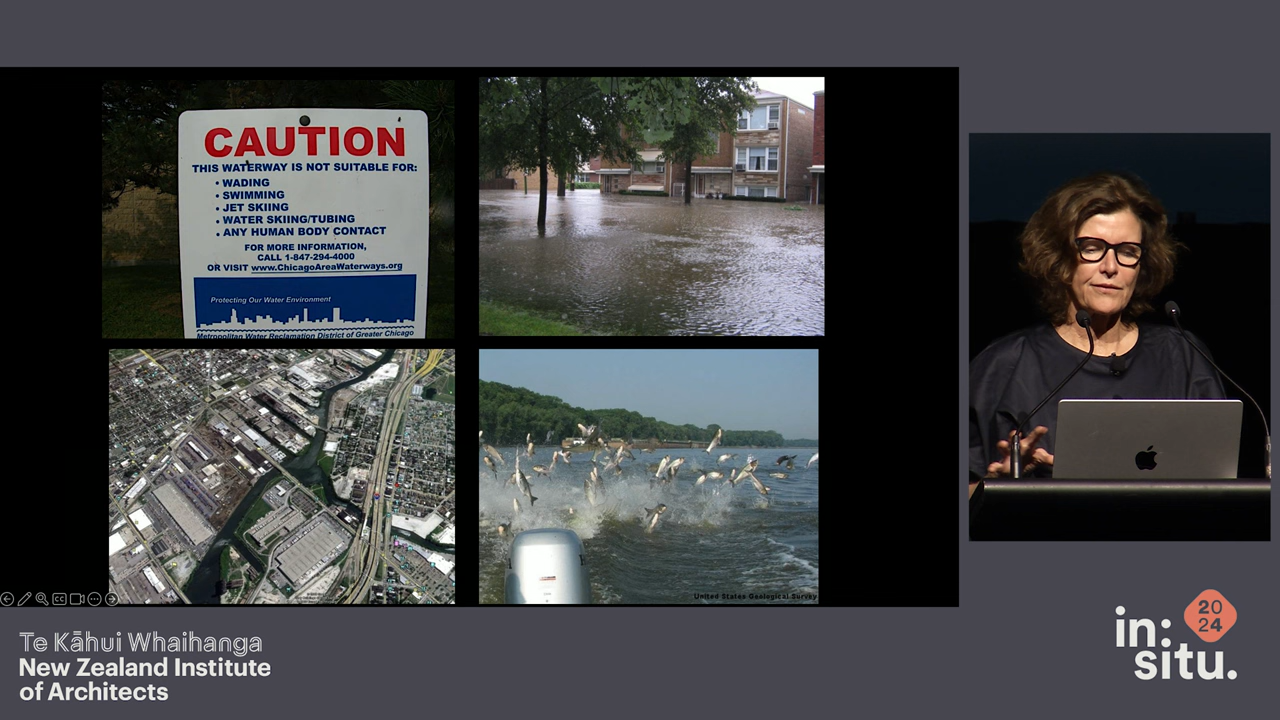 CAUTION
THIS WATERWAY IS NOT SUITABLE FOR:
• WADING
• SWIMMING
• JET SKIING
• WATER SKIING/TUBING
• ANY HUMAN BODY CONTACT
FOR MORE INFORMATION,
CALL 1-847-294-4000
OR VISIT www.ChicagoAreaWaterways.org
Protecting Our Water Environment
Metropolitan Water Reclamation District of Greater Chicago
United States Geological Survey
Te Kāhui Whaihanga
New Zealand Institute
of Architects
in:
situ.
20
24